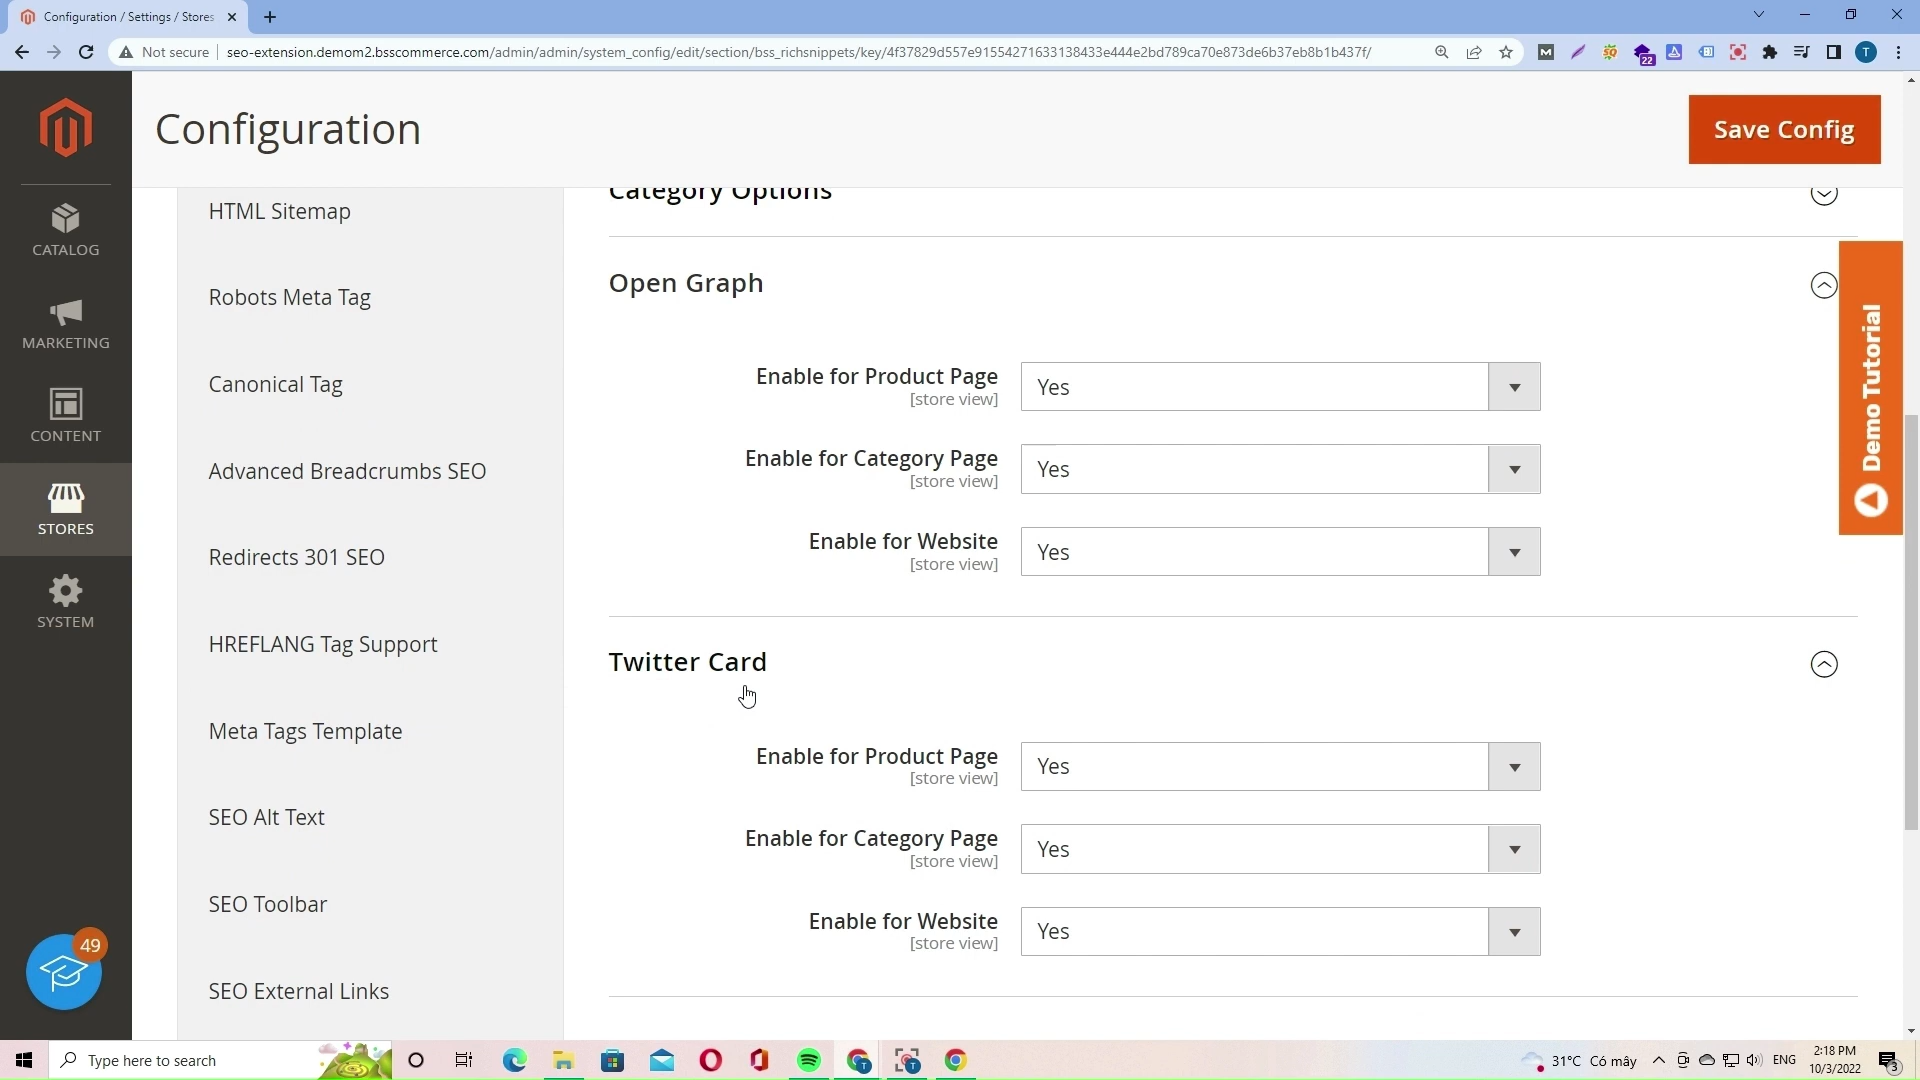 Configuration / Settings / Stores
Not secure
seo-extension.demom2.bsscommerce.com/admin/admin/system_config/edit/section/bss_richsnippets/key/4f37829d557e91554271633138433e444e2bd789ca70e873de6b37eb8b1b437f/
22
T
Configuration
Save Config
CATALOG
MARKETING
CONTENT
STORES
SYSTEM
49
HTML Sitemap
Robots Meta Tag
Canonical Tag
Advanced Breadcrumbs SEO
Redirects 301 SEO
HREFLANG Tag Support
Meta Tags Template
SEO Alt Text
SEO Toolbar
SEO External Links
Category Options
Open Graph
Enable for Product Page
[store view]
Yes
Enable for Category Page
[store view]
Yes
Enable for Website
[store view]
Yes
Twitter Card
Enable for Product Page
[store view]
Yes
Enable for Category Page
[store view]
Yes
Enable for Website
[store view]
Yes
Demo Tutorial
Type here to search
31°C Có mây
ENG
2:18 PM
10/3/2022
3